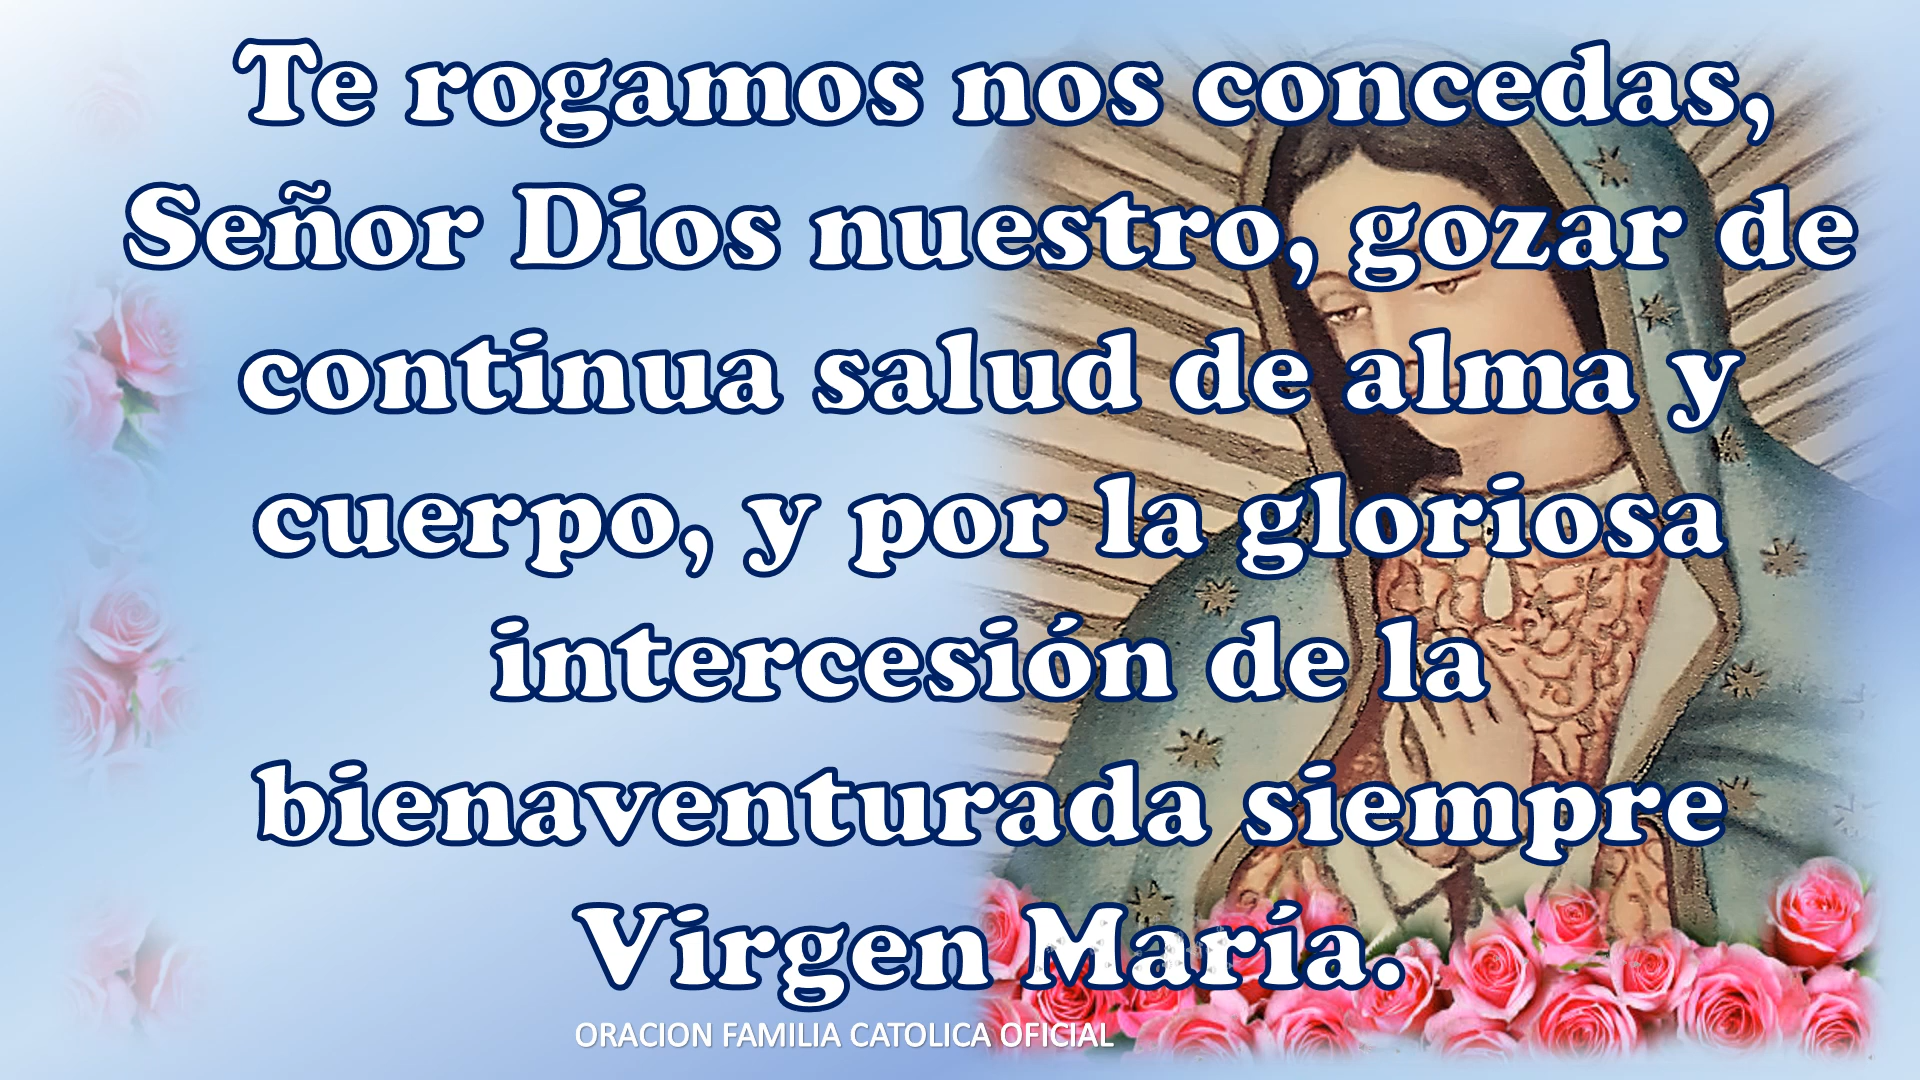 Te rogamos nos concedas,
Señor Dios nuestro, gozar de
continua salud de alma y
cuerpo, y por la gloriosa
intercesión de la
bienaventurada siempre
Virgen María.
ORACION FAMILIA CATOLICA OFICIAL